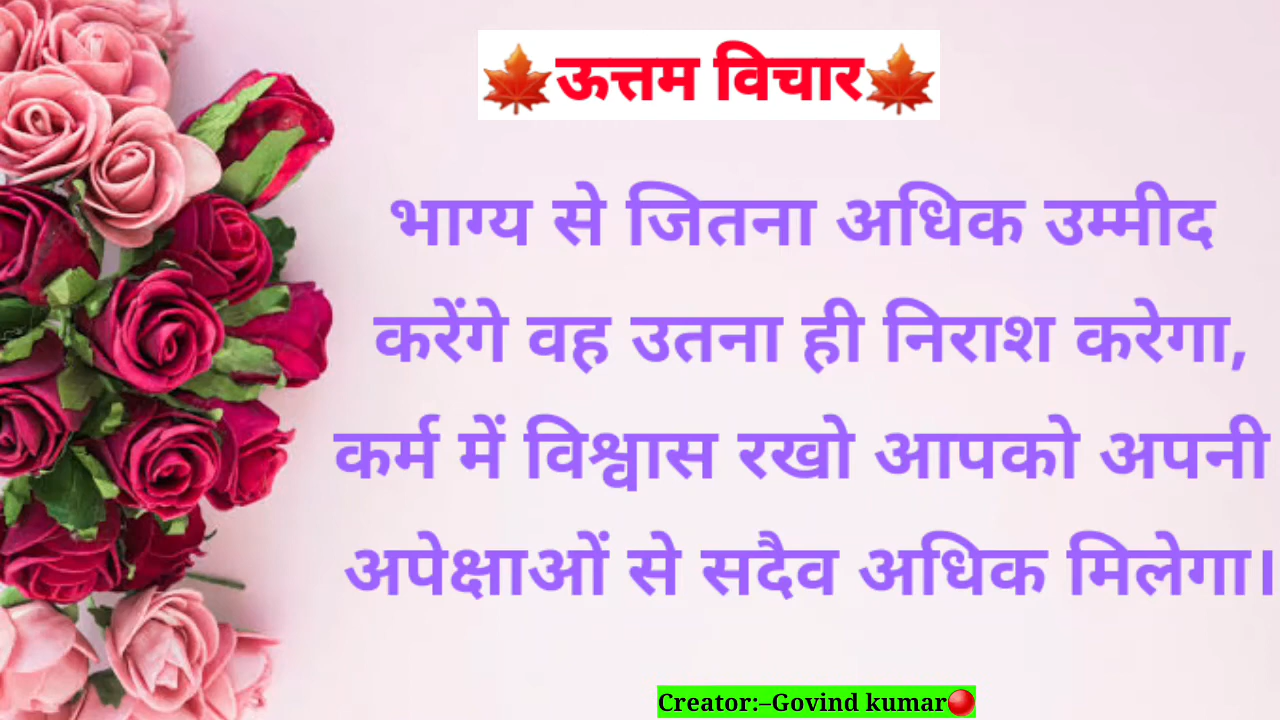 🍁ऊत्तम विचार🍁
भाग्य से जितना अधिक उम्मीद
करेंगे वह उतना ही निराश करेगा,
कर्म में विश्वास रखो आपको अपनी
अपेक्षाओं से सदैव अधिक मिलेगा।
Creator:–Govind kumar🔴